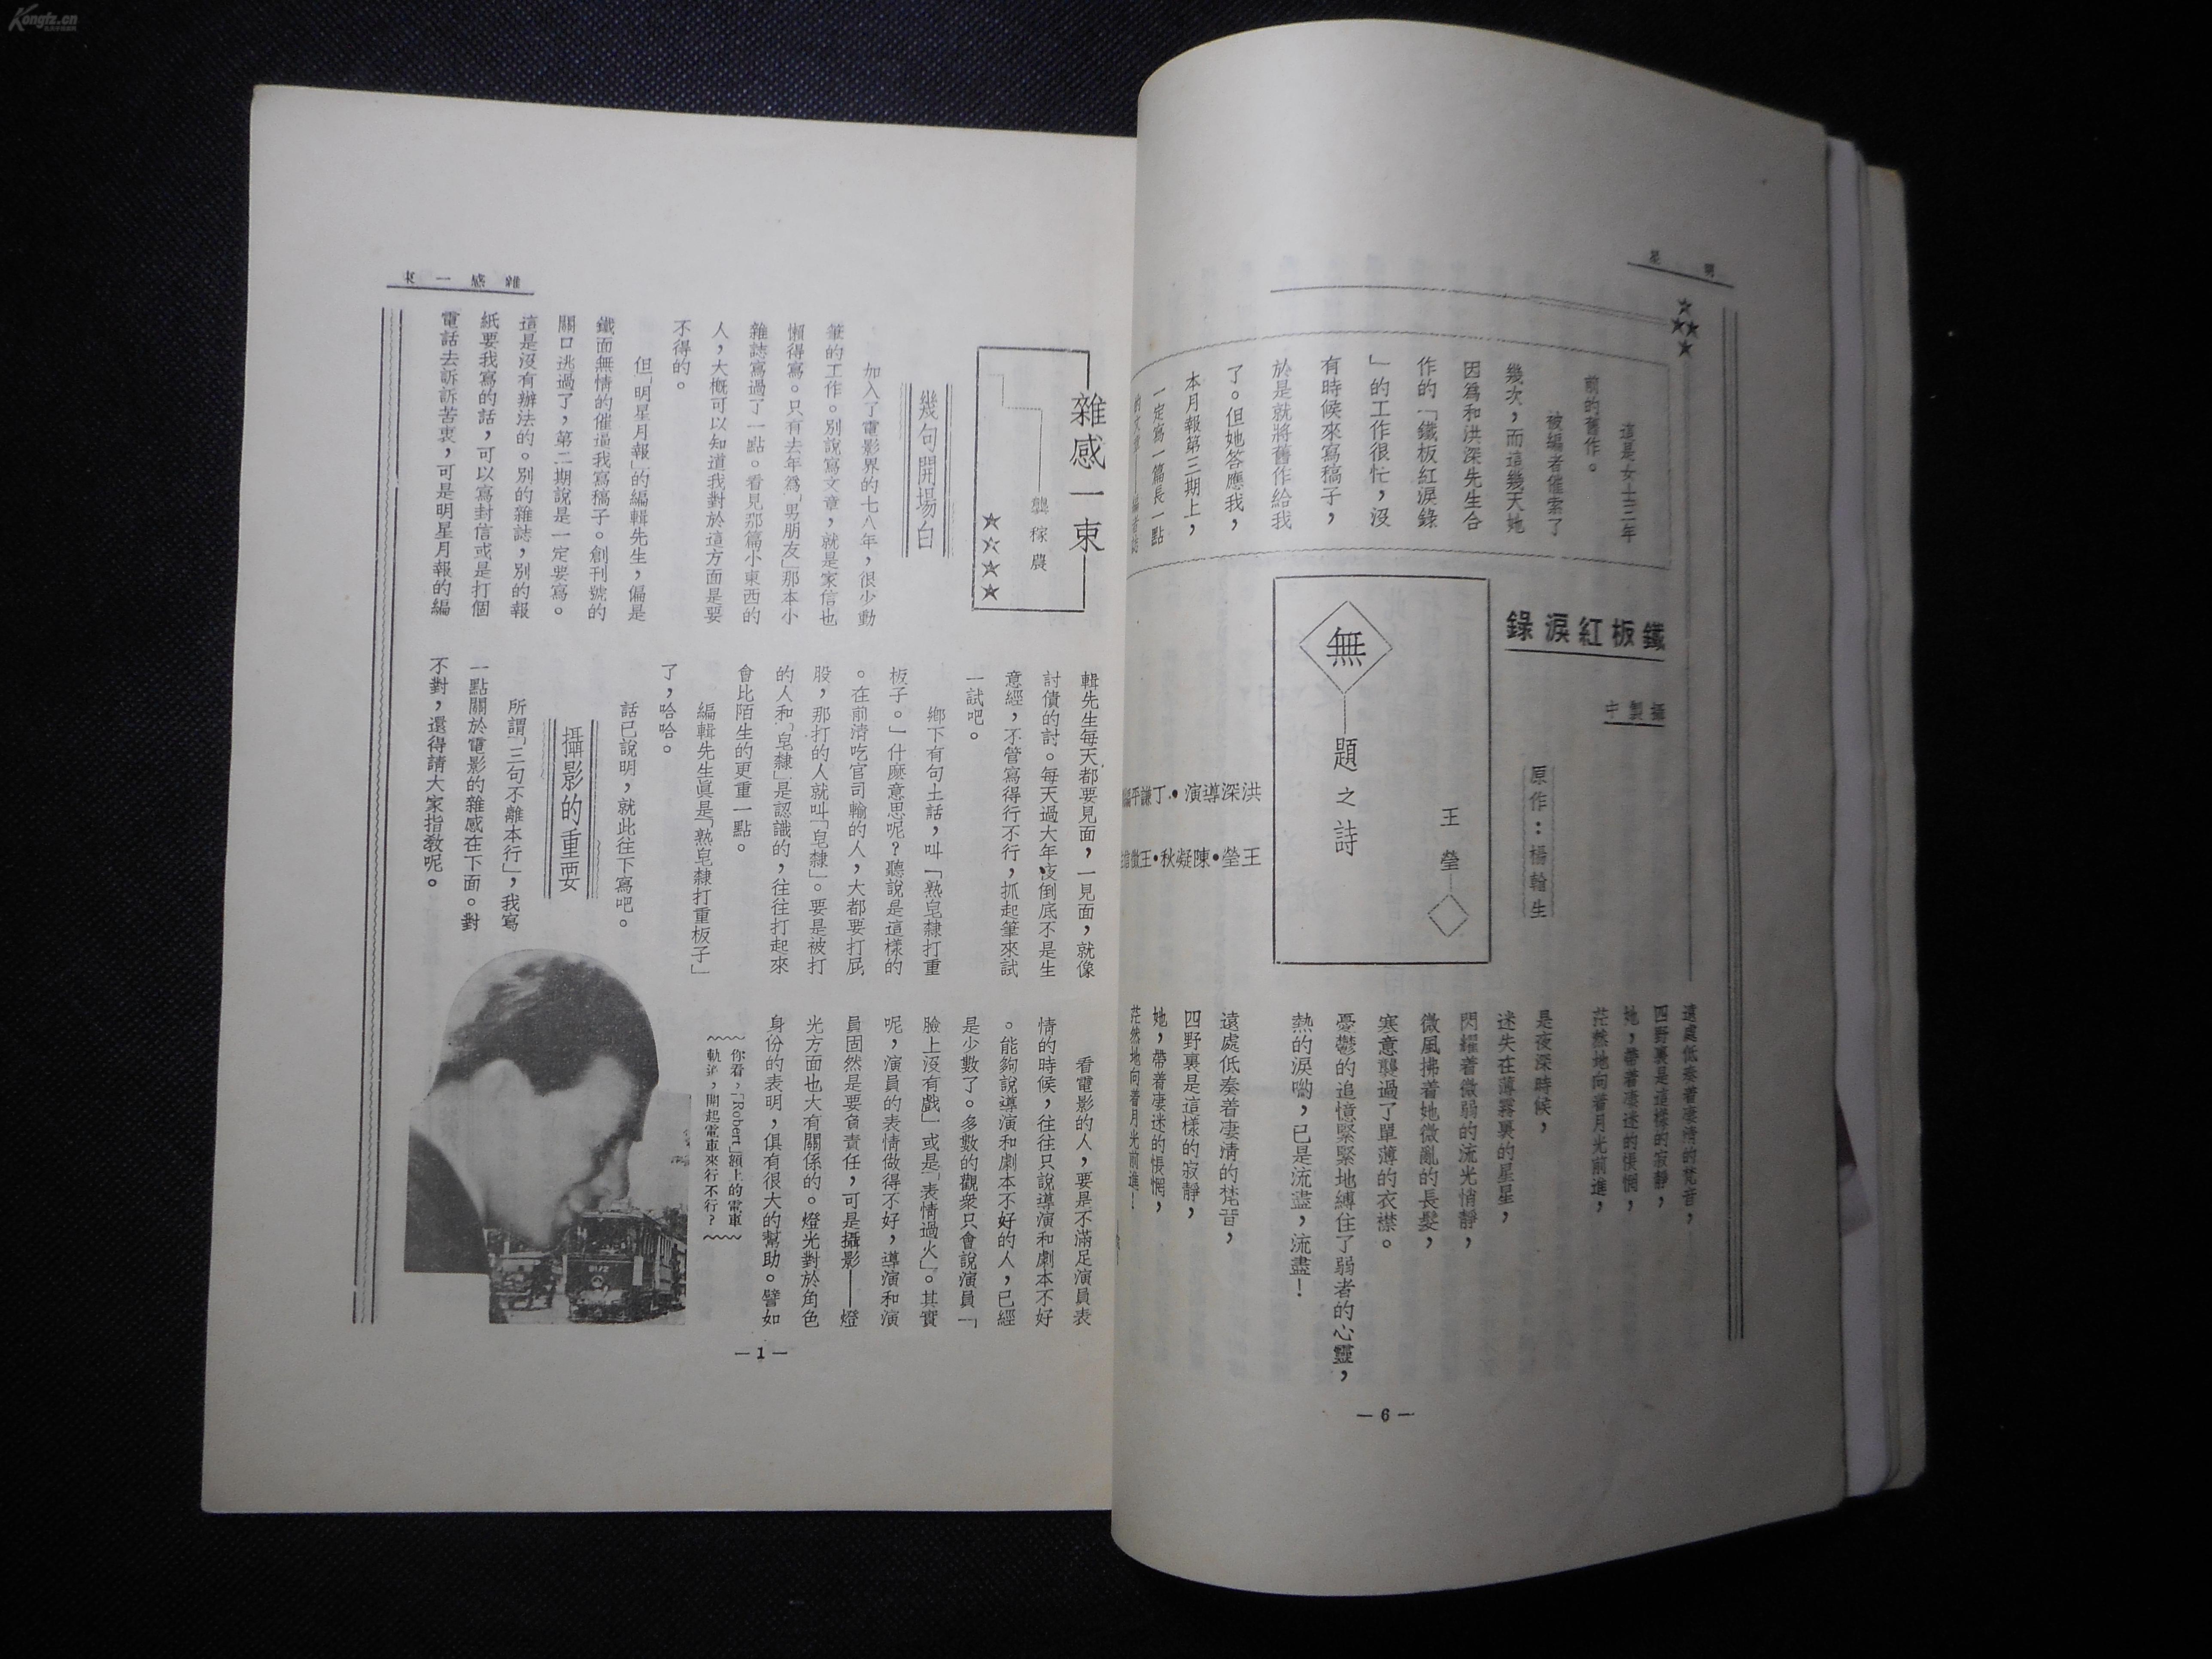 Kongfz.cn
明星
這是女士三年
前的舊作。
被編者催索了
幾次，而這幾天她
因爲和洪深先生合
作的「鐵板紅淚錄
」的工作很忙，沒
有時候來寫稿子，
於是就將舊作給我
了。但她答應我，
本月報第三期上，
一定寫一篇長一點
的文章——編者誌
鐵板紅淚錄
攝製中
原作：楊輪生
洪深導演•丁謙平
王瑩•陳凝秋•王徵信
無題之詩
王瑩
遠處低奏着凄淸的梵音，
四野裏是這樣的寂靜，
她，帶着凄迷的悵惘，
茫然地向着月光前進，
是夜深時候，
迷失在薄霧裏的星星，
閃耀着微弱的流光悄靜，
微風拂着她微亂的長髮，
寒意襲過了單薄的衣襟。
憂鬱的追憶緊緊地縛住了弱者的心靈，
熱的淚喲，已是流盡，流盡！
遠處低奏着凄淸的梵音，
四野裏是這樣的寂靜，
她，帶着凄迷的悵惘，
茫然地向着月光前進！
—6—
雜感一束
雜感一束
龔稼農
幾句開場白
加入了電影界的七八年，很少動
筆的工作。別說寫文章，就是家信也
懶得寫。只有去年爲「男朋友」那本小
雜誌寫過了一點。看見那篇小東西的
人，大概可以知道我對於這方面是要
不得的。
但「明星月報」的編輯先生，偏是
鐵面無情的催逼我寫稿子。創刊號的
關口逃過了，第二期說是一定要寫。
這是沒有辦法的。別的雜誌，別的報
紙要我寫的話，可以寫封信或是打個
電話去訴訴苦衷，可是明星月報的編
輯先生每天都要見面，一見面，就像
討債的討。每天過大年夜倒底不是生
意經，不管寫得行不行，抓起筆來試
一試吧。
鄉下有句土話，叫「熟皂隸打重
板子。」什麼意思呢？聽說是這樣的
。在前清吃官司輸的人，大都要打屁
股，那打的人就叫「皂隸」。要是被打
的人和「皂隸」是認識的，往往打起來
會比陌生的更重一點。
編輯先生眞是「熟皂隸打重板子」
了，哈哈。
話已說明，就此往下寫吧。
攝影的重要
所謂「三句不離本行」，我寫
一點關於電影的雜感在下面。對
不對，還得請大家指敎呢。
看電影的人，要是不滿足演員表
情的時候，往往只說導演和劇本不好
。能夠說導演和劇本不好的人，已經
是少數了。多數的觀衆只會說演員「
臉上沒有戲」或是「表情過火」。其實
呢，演員的表情做得不好，導演和演
員固然是要負責任，可是攝影——燈
光方面也大有關係的。燈光對於角色
身份的表明，俱有很大的幫助。譬如
你看，「Robert」額上的電車
軌道，開起電車來行不行？
—1—